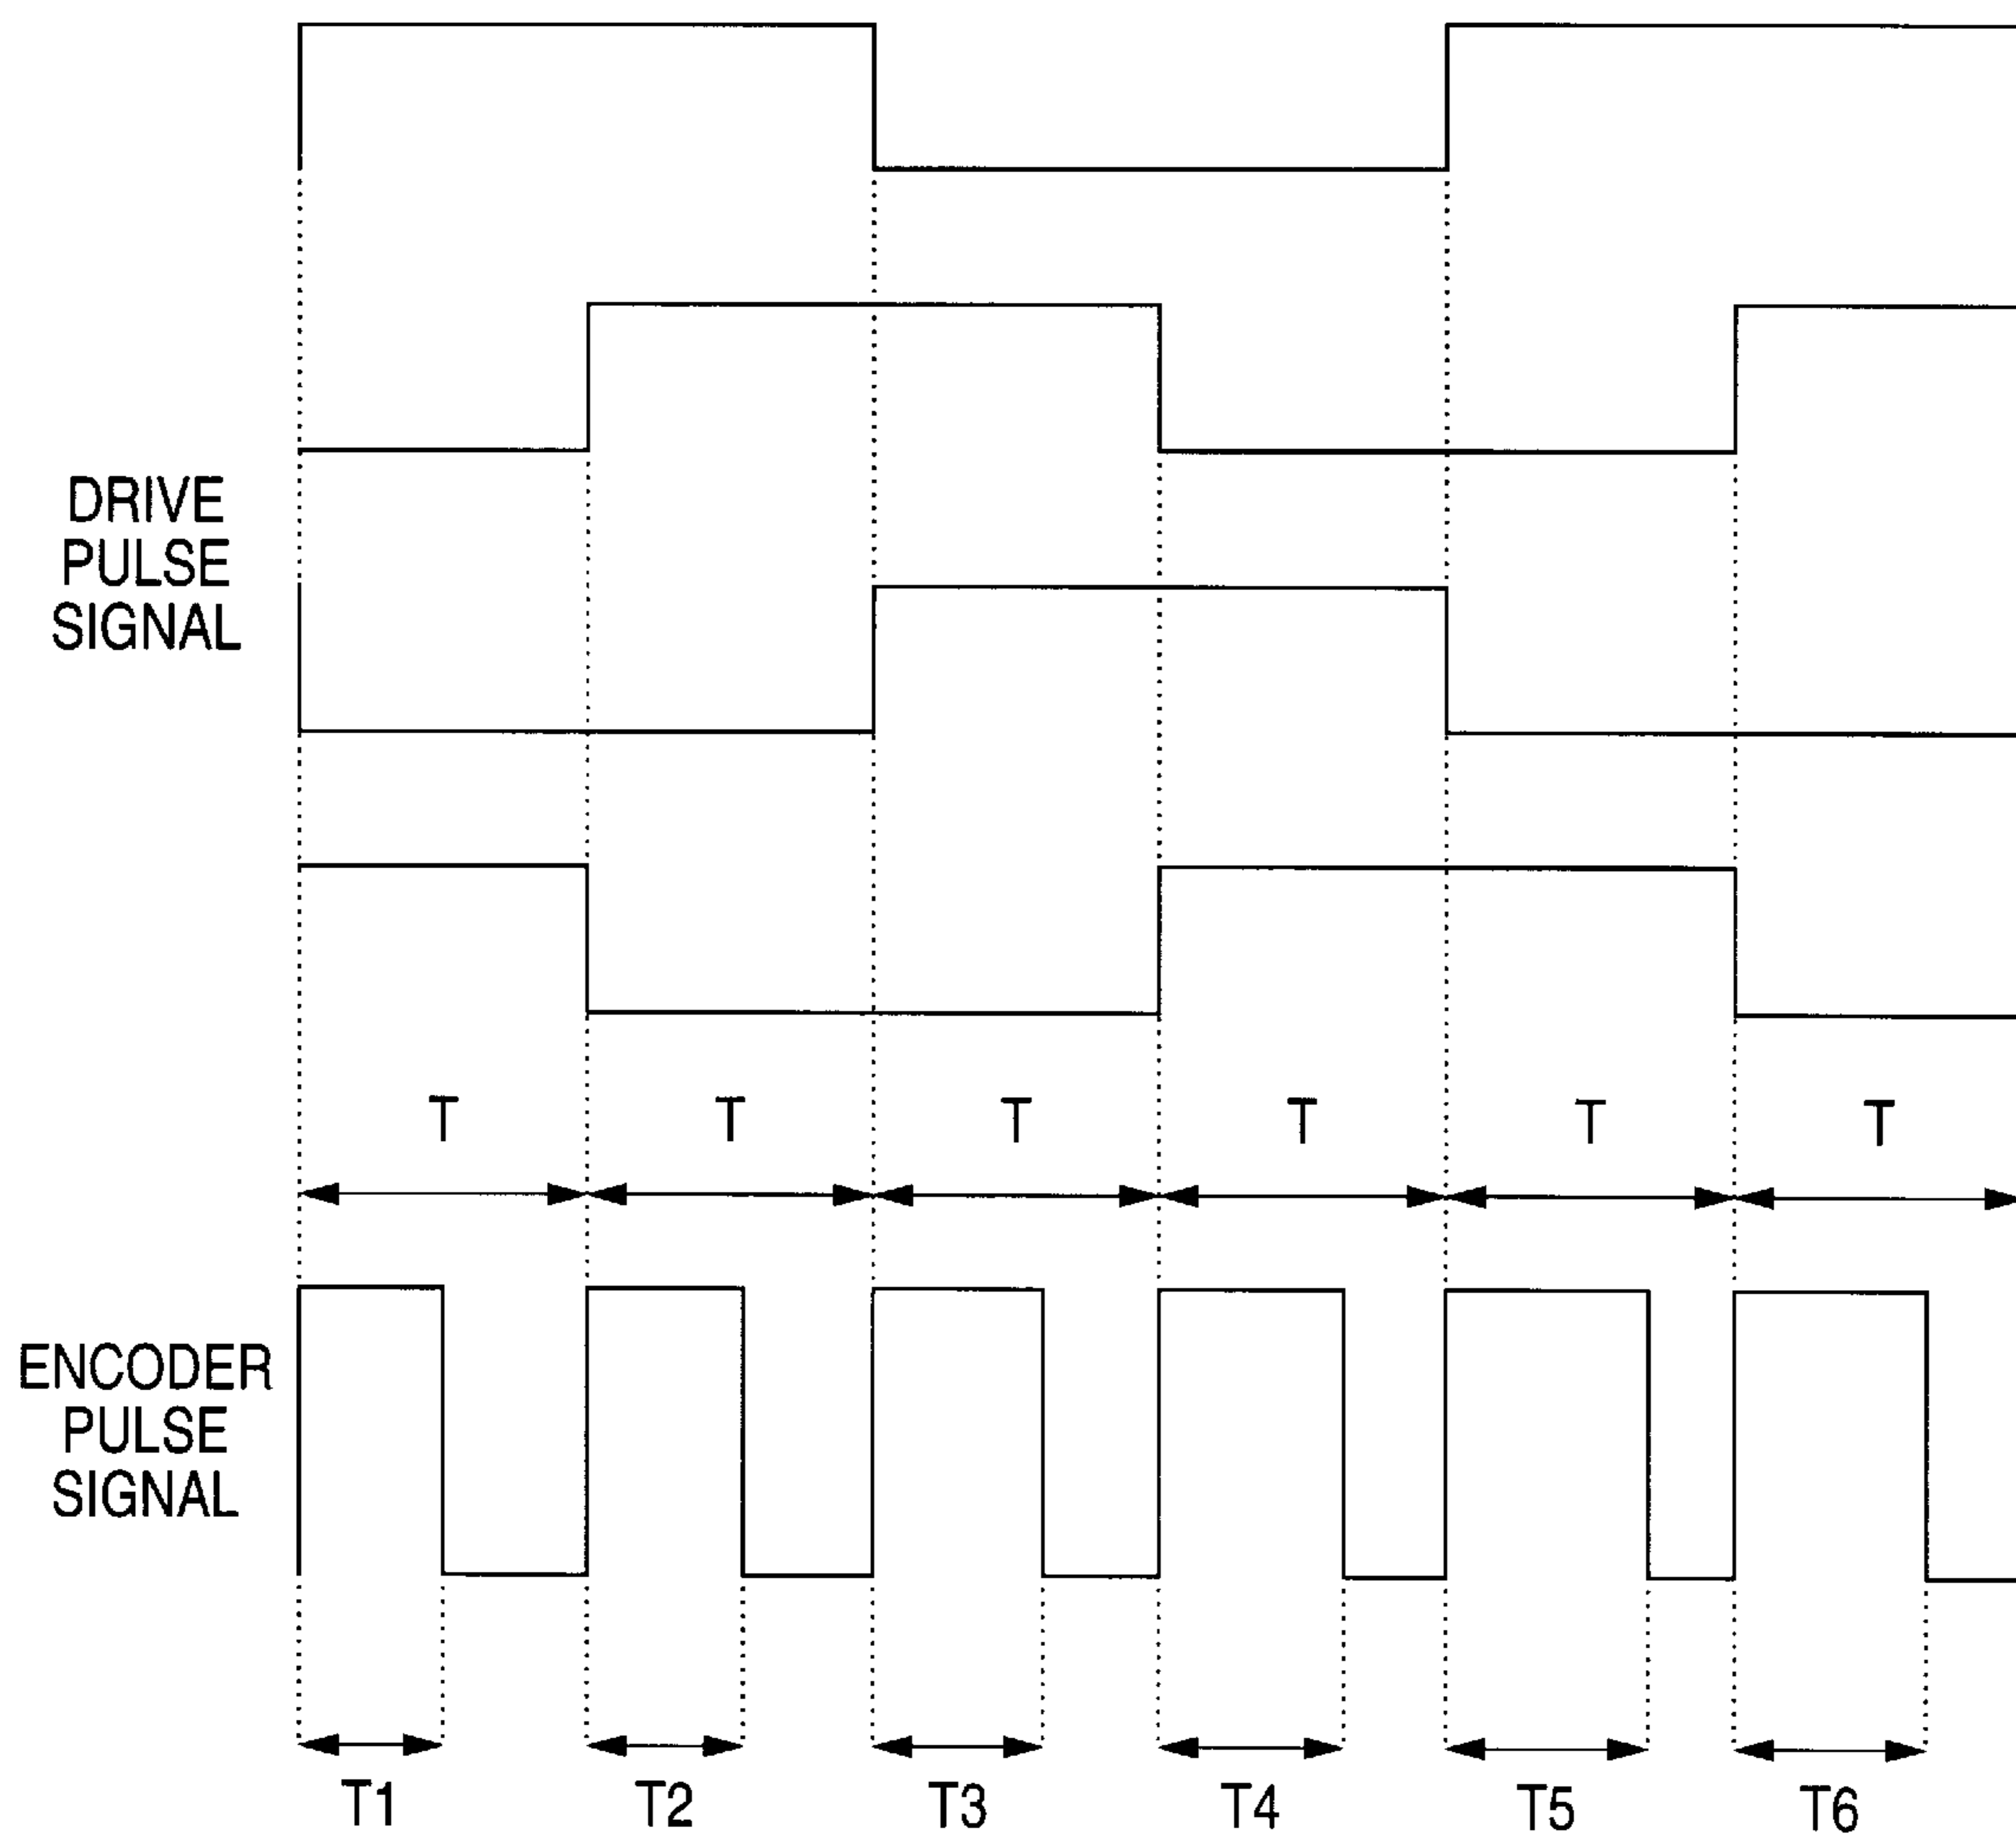 DRIVE
PULSE
SIGNAL
T T T T T T
ENCODER
PULSE
SIGNAL
T1 T2 T3 T4 T5 T6